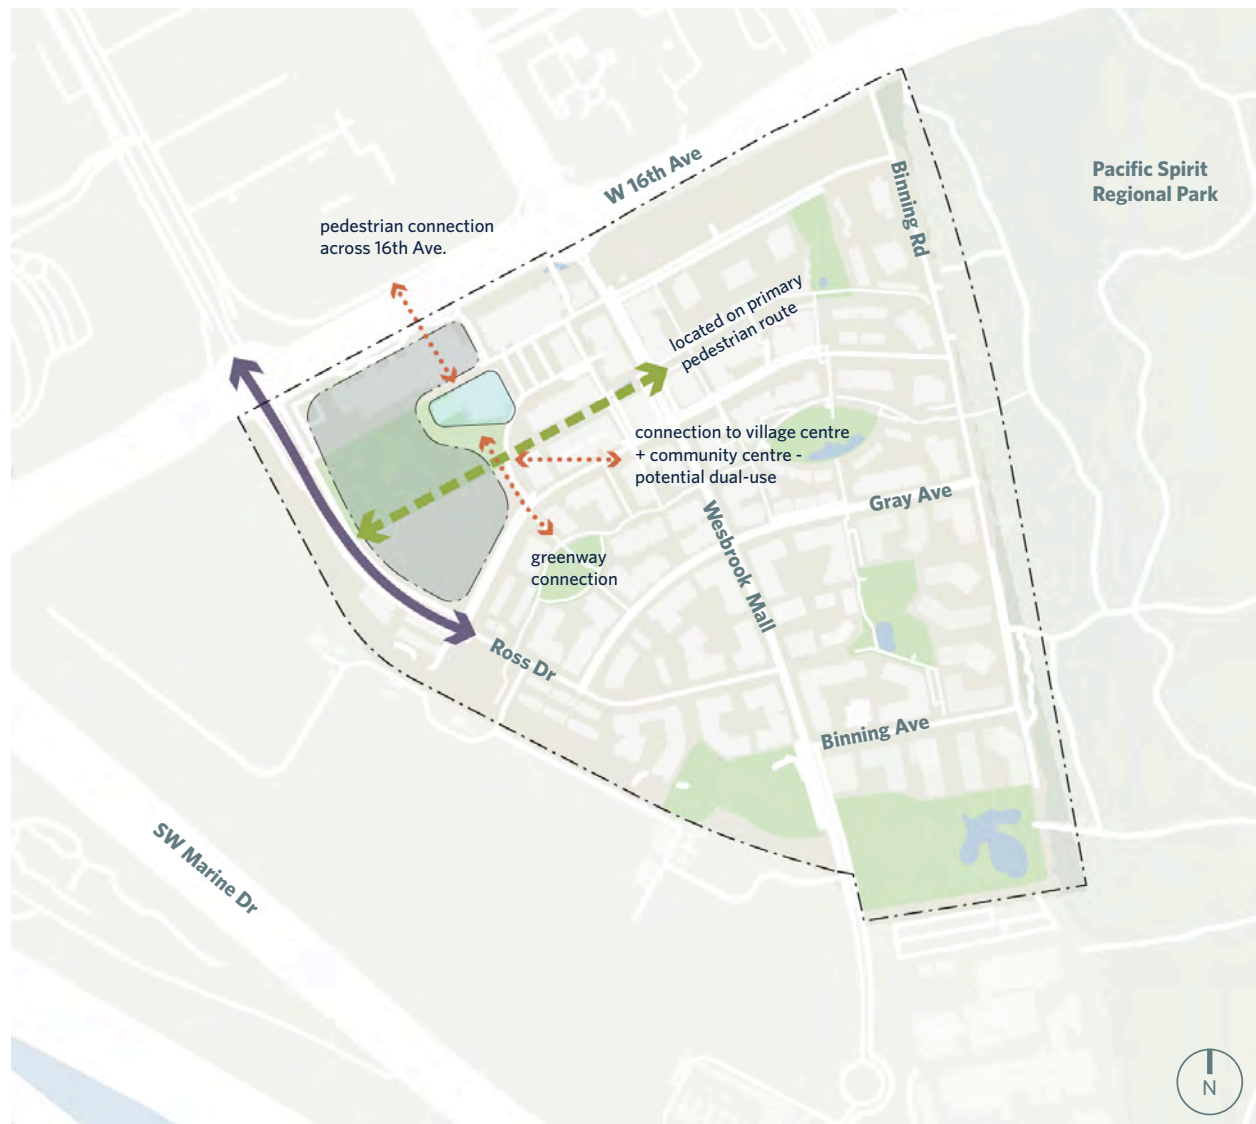 W 16th Ave
Binning Rd
Pacific Spirit
Regional Park
pedestrian connection
across 16th Ave.
located on primary
pedestrian route
connection to village centre
+ community centre -
potential dual-use
Gray Ave
Wesbrook Mall
greenway
connection
Ross Dr
Binning Ave
SW Marine Dr
N